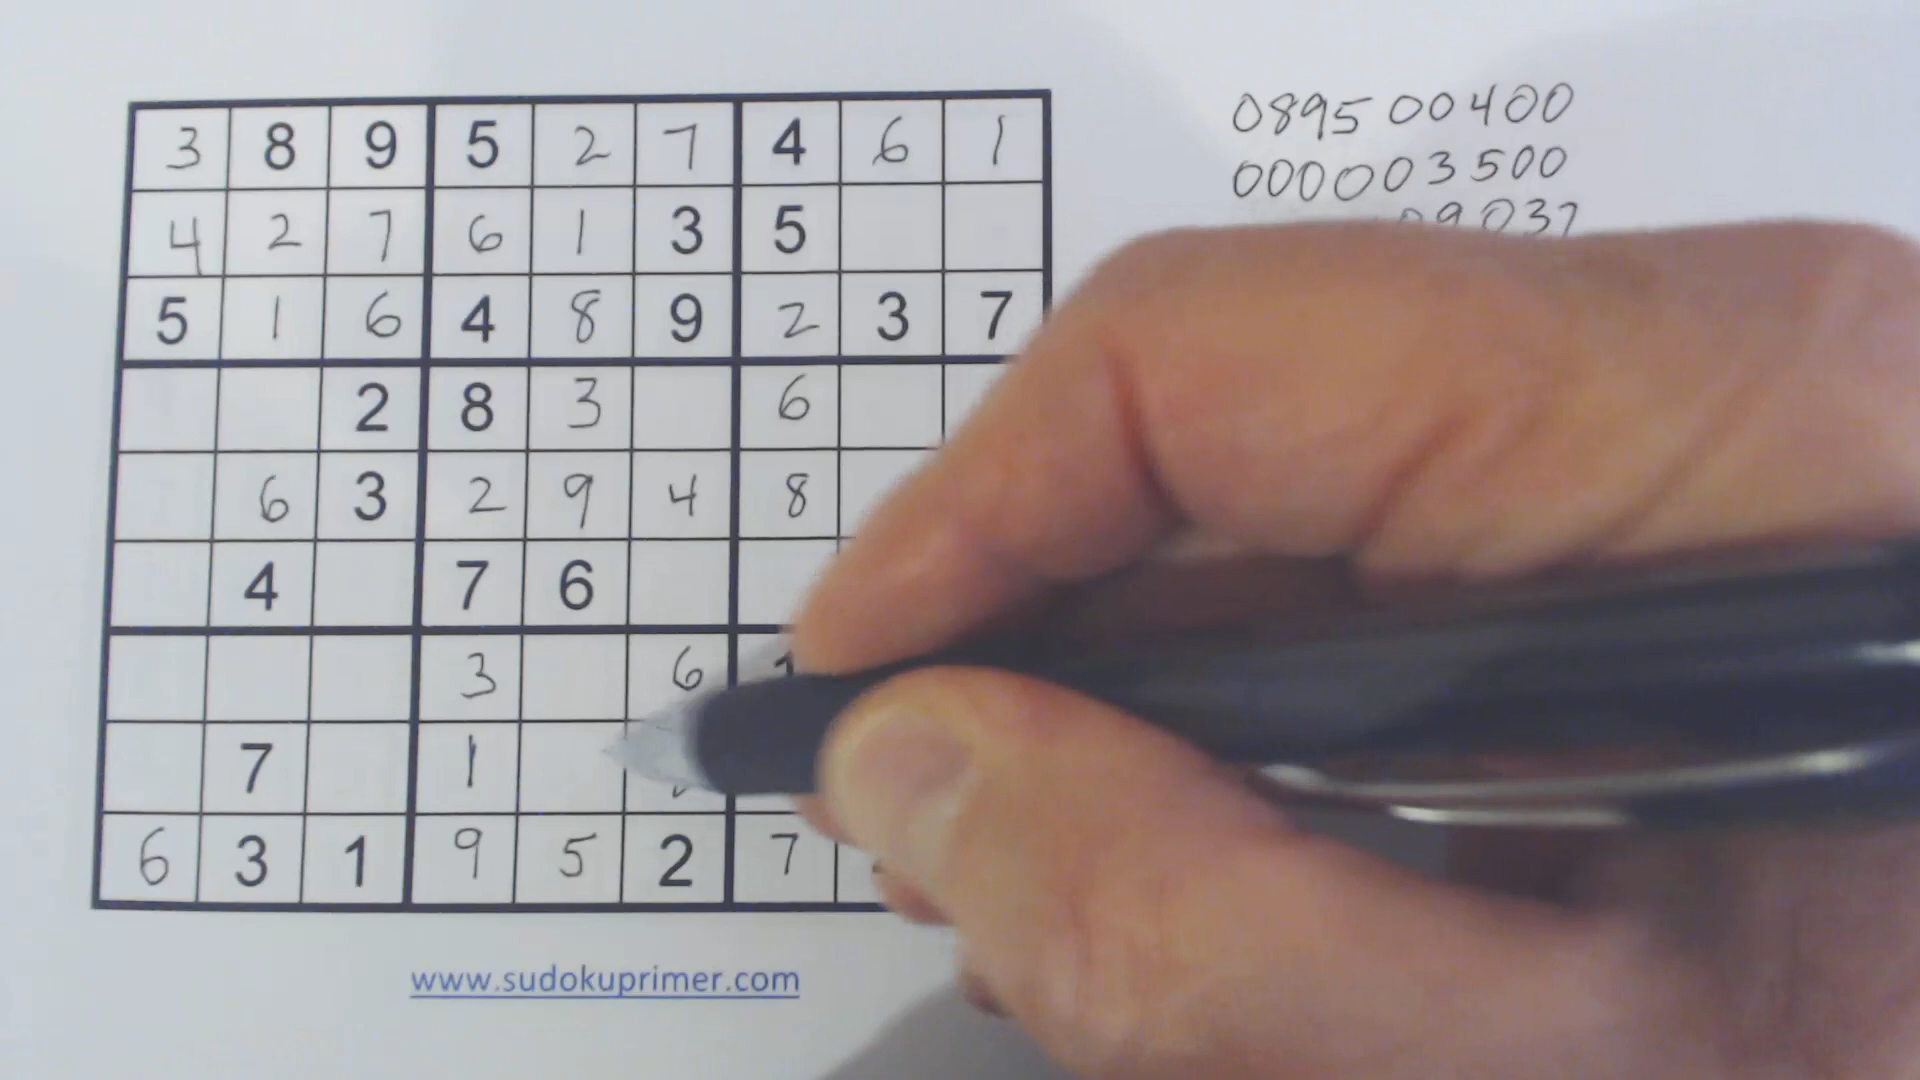 3 8 9 5 2 7 4 6 1
4 2 7 6 1 3 5
5 1 6 4 8 9 2 3 7
2 8 3 6
6 3 2 9 4 8
4 7 6
3 6 1
7 1
6 3 1 9 5 2 7
www.sudokuprimer.com
089500400
000003500
09037